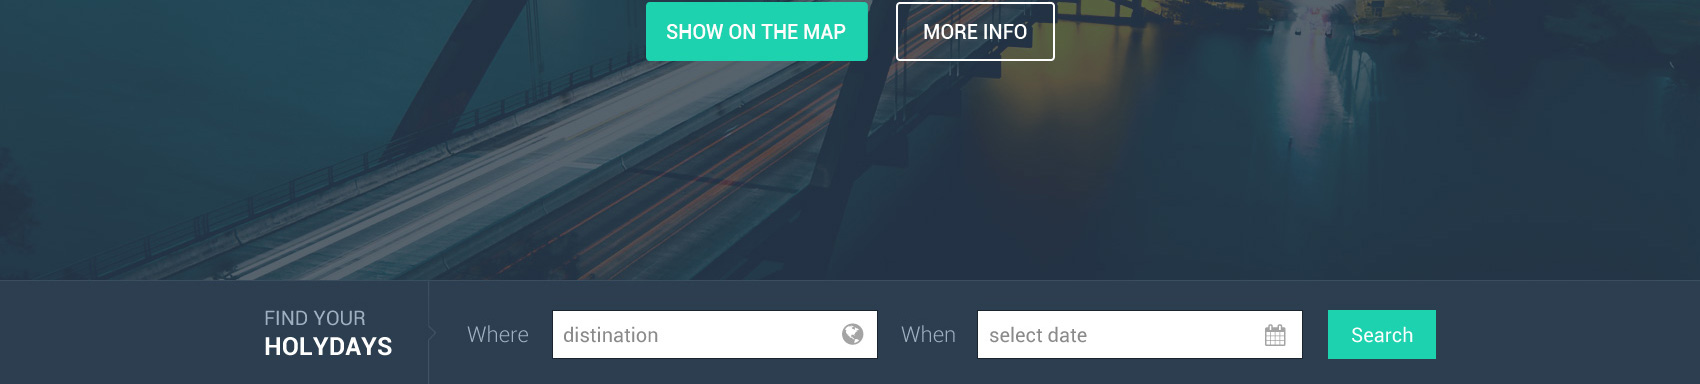 SHOW ON THE MAP
MORE INFO
FIND YOUR
HOLYDAYS
Where
distination
When
select date
Search